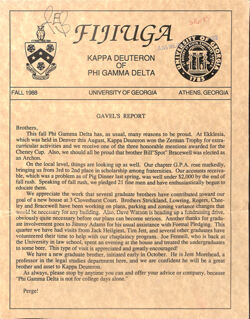 FIJIUGA
KAPPA DEUTERON
OF
PHI GAMMA DELTA
FALL 1988 UNIVERSITY OF GEORGIA ATHENS, GEORGIA
GAVEL'S REPORT
Brothers,
This fall Phi Gamma Delta has, as usual, many reasons to be proud. At Ekklesia,
which was held in Denver this August, Kappa Deuteron won the Zerman Trophy for extra-
curricular activities and we receive one of the three honorable mentions awarded for the
Cheney Cup. Also, we should all be proud that brother Bill "Spot" Bracewell was elected as
an Archon.
On the local level, things are looking up as well. Our chapter G.P.A. rose markedly,
bringing us from 3rd to 2nd place in scholarship among fraternities. Our accounts receiv-
able, which was a problem as of Pig Dinner last spring, was well under $2,000 by the end of
fall rush. Speaking of fall rush, we pledged 21 fine men and have enthusiastically begun to
educate them.
We appreciate the work that several graduate brothers have contributed toward our
goal of a new house at 3 Cloverhurst Court. Brothers Strickland, Lowring, Rogers, Chee-
and Bracewell have been working on plans, parking and zoning variance changes that
would be necessary for any building. Also, Dave Watson is heading up a fundraising drive,
obviously quite necessary before our plans can become serious. Another thanks for gradu-
ate involvement goes to Jimmy Adams for his usual assistance with Formal Pledging. This
quarter we have had visits from Jack Heilgen, Tim Jett, and several other graduates have
volunteered their time to help with our chaplaincy program. Joe Fennell, who is back at
the University in law school, spent an evening at the house and treated the undergraduates
to some beer. This type of visit is appreciated and greatly encouraged!
We have a new graduate brother, initiated early in October. He is Jem Morehead, a
professor in the legal studies department here, and we are confident he will be a great
brother and asset to Kappa Deuteron.
As always, please stop by anytime you can and offer your advice or company, because
"Phi Gamma Delta is not for college days alone."
Perge!